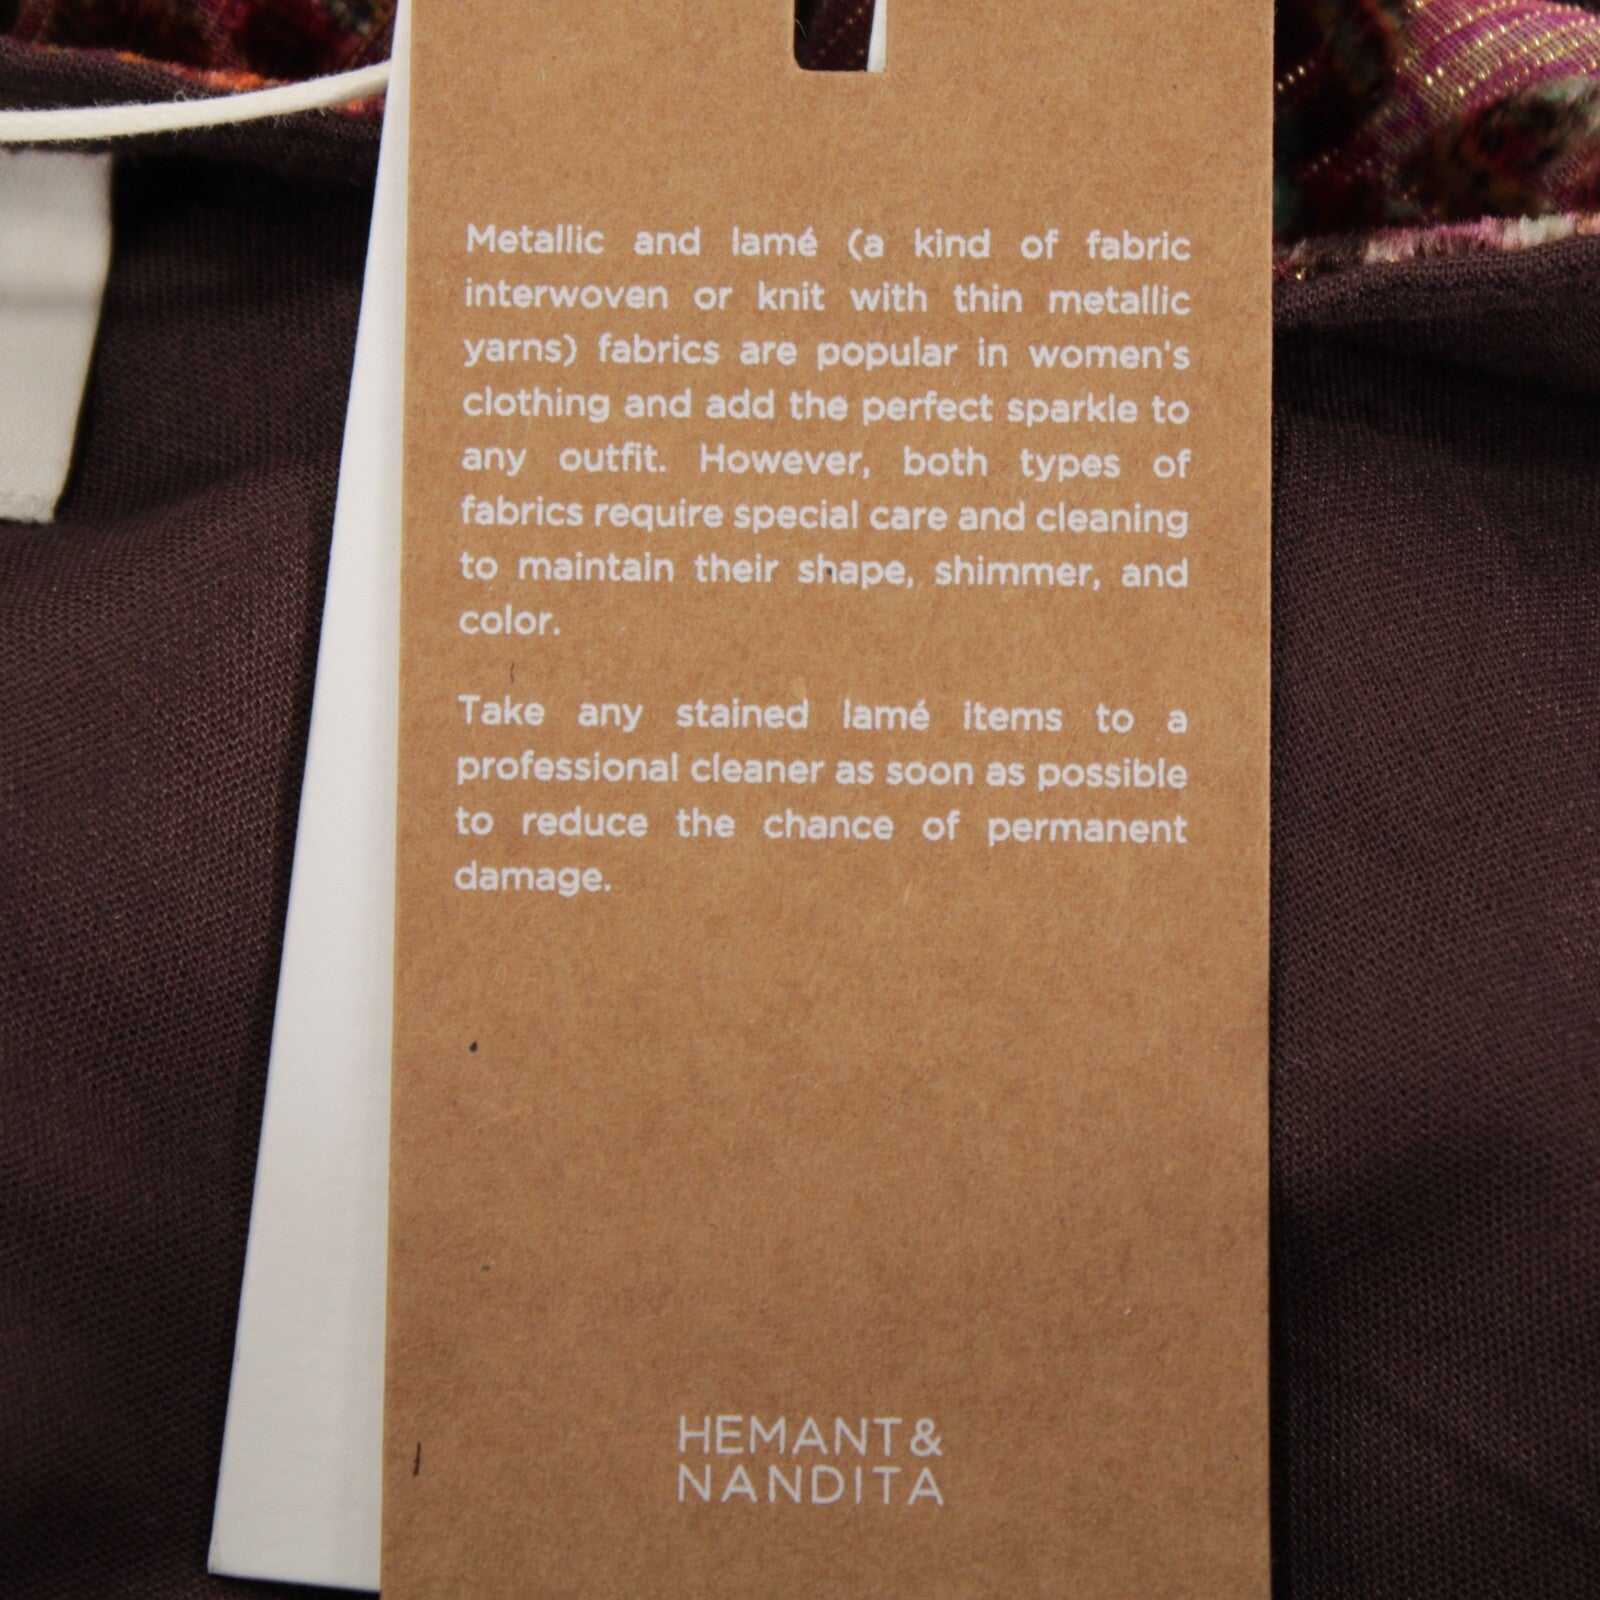 Metallic and lamé (a kind of fabric
interwoven or knit with thin metallic
yarns) fabrics are popular in women's
clothing and add the perfect sparkle to
any outfit. However, both types of
fabrics require special care and cleaning
to maintain their shape, shimmer, and
color.
Take any stained lamé items to a
professional cleaner as soon as possible
to reduce the chance of permanent
damage.
HEMANT&
NANDITA